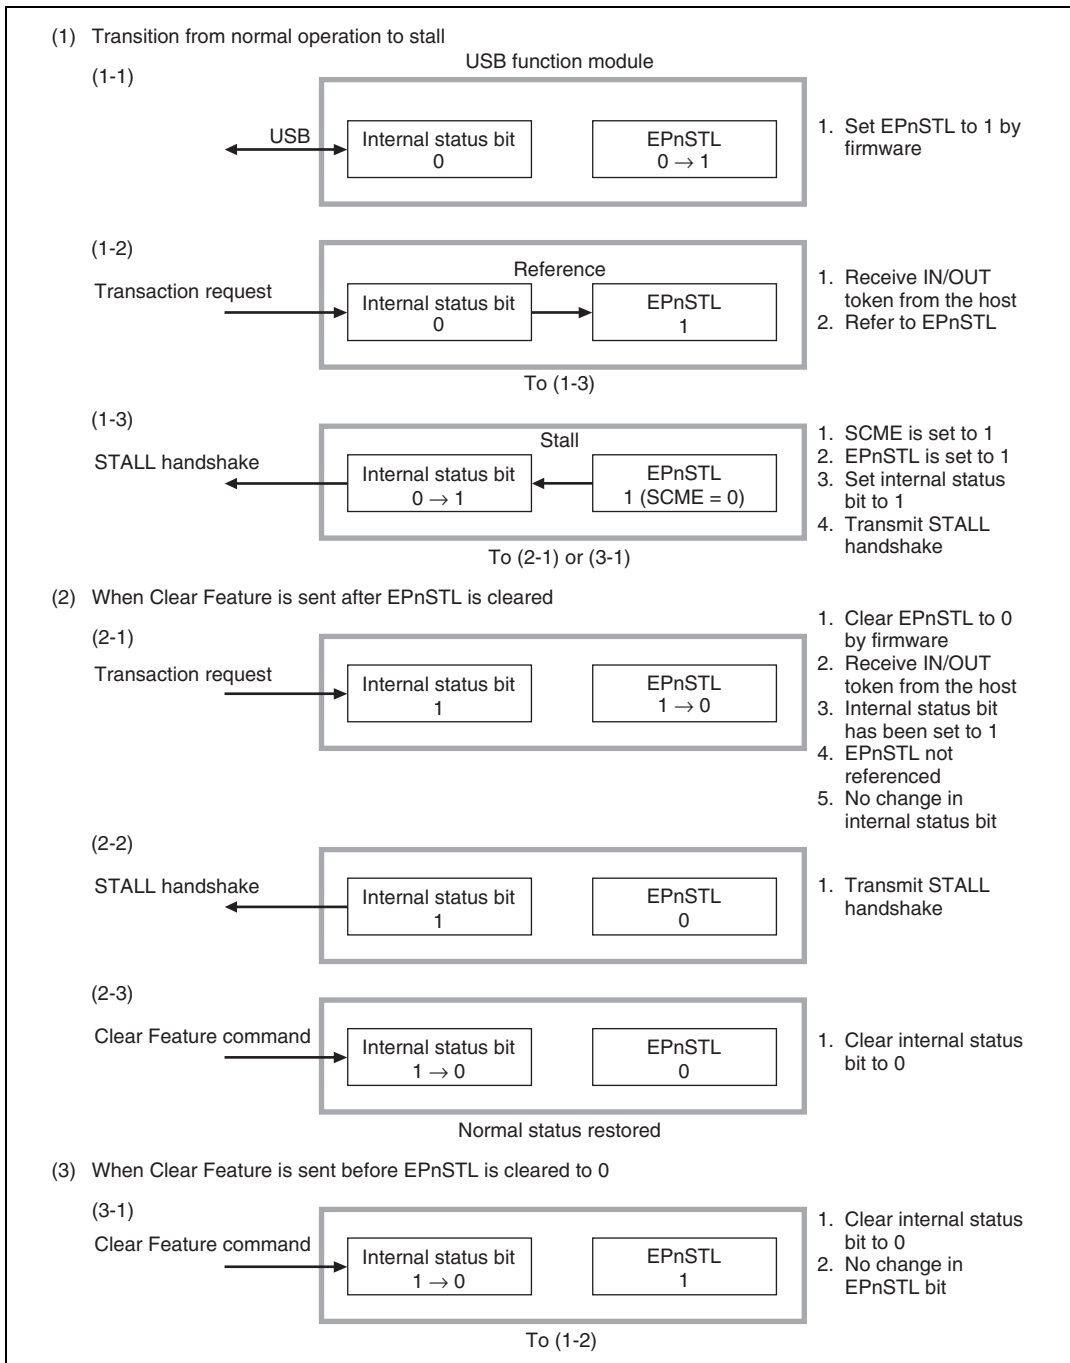 (1) Transition from normal operation to stall
USB function module
(1-1)
USB
Internal status bit
0
EPnSTL
0 → 1
1. Set EPnSTL to 1 by
firmware
(1-2)
Transaction request
Reference
Internal status bit
0
EPnSTL
1
1. Receive IN/OUT
token from the host
2. Refer to EPnSTL
To (1-3)
(1-3)
STALL handshake
Stall
Internal status bit
0 → 1
EPnSTL
1 (SCME = 0)
1. SCME is set to 1
2. EPnSTL is set to 1
3. Set internal status
bit to 1
4. Transmit STALL
handshake
To (2-1) or (3-1)
(2) When Clear Feature is sent after EPnSTL is cleared
(2-1)
Transaction request
Internal status bit
1
EPnSTL
1 → 0
1. Clear EPnSTL to 0
by firmware
2. Receive IN/OUT
token from the host
3. Internal status bit
has been set to 1
4. EPnSTL not
referenced
5. No change in
internal status bit
(2-2)
STALL handshake
Internal status bit
1
EPnSTL
0
1. Transmit STALL
handshake
(2-3)
Clear Feature command
Internal status bit
1 → 0
EPnSTL
0
1. Clear internal status
bit to 0
Normal status restored
(3) When Clear Feature is sent before EPnSTL is cleared to 0
(3-1)
Clear Feature command
Internal status bit
1 → 0
EPnSTL
1
1. Clear internal status
bit to 0
2. No change in
EPnSTL bit
To (1-2)